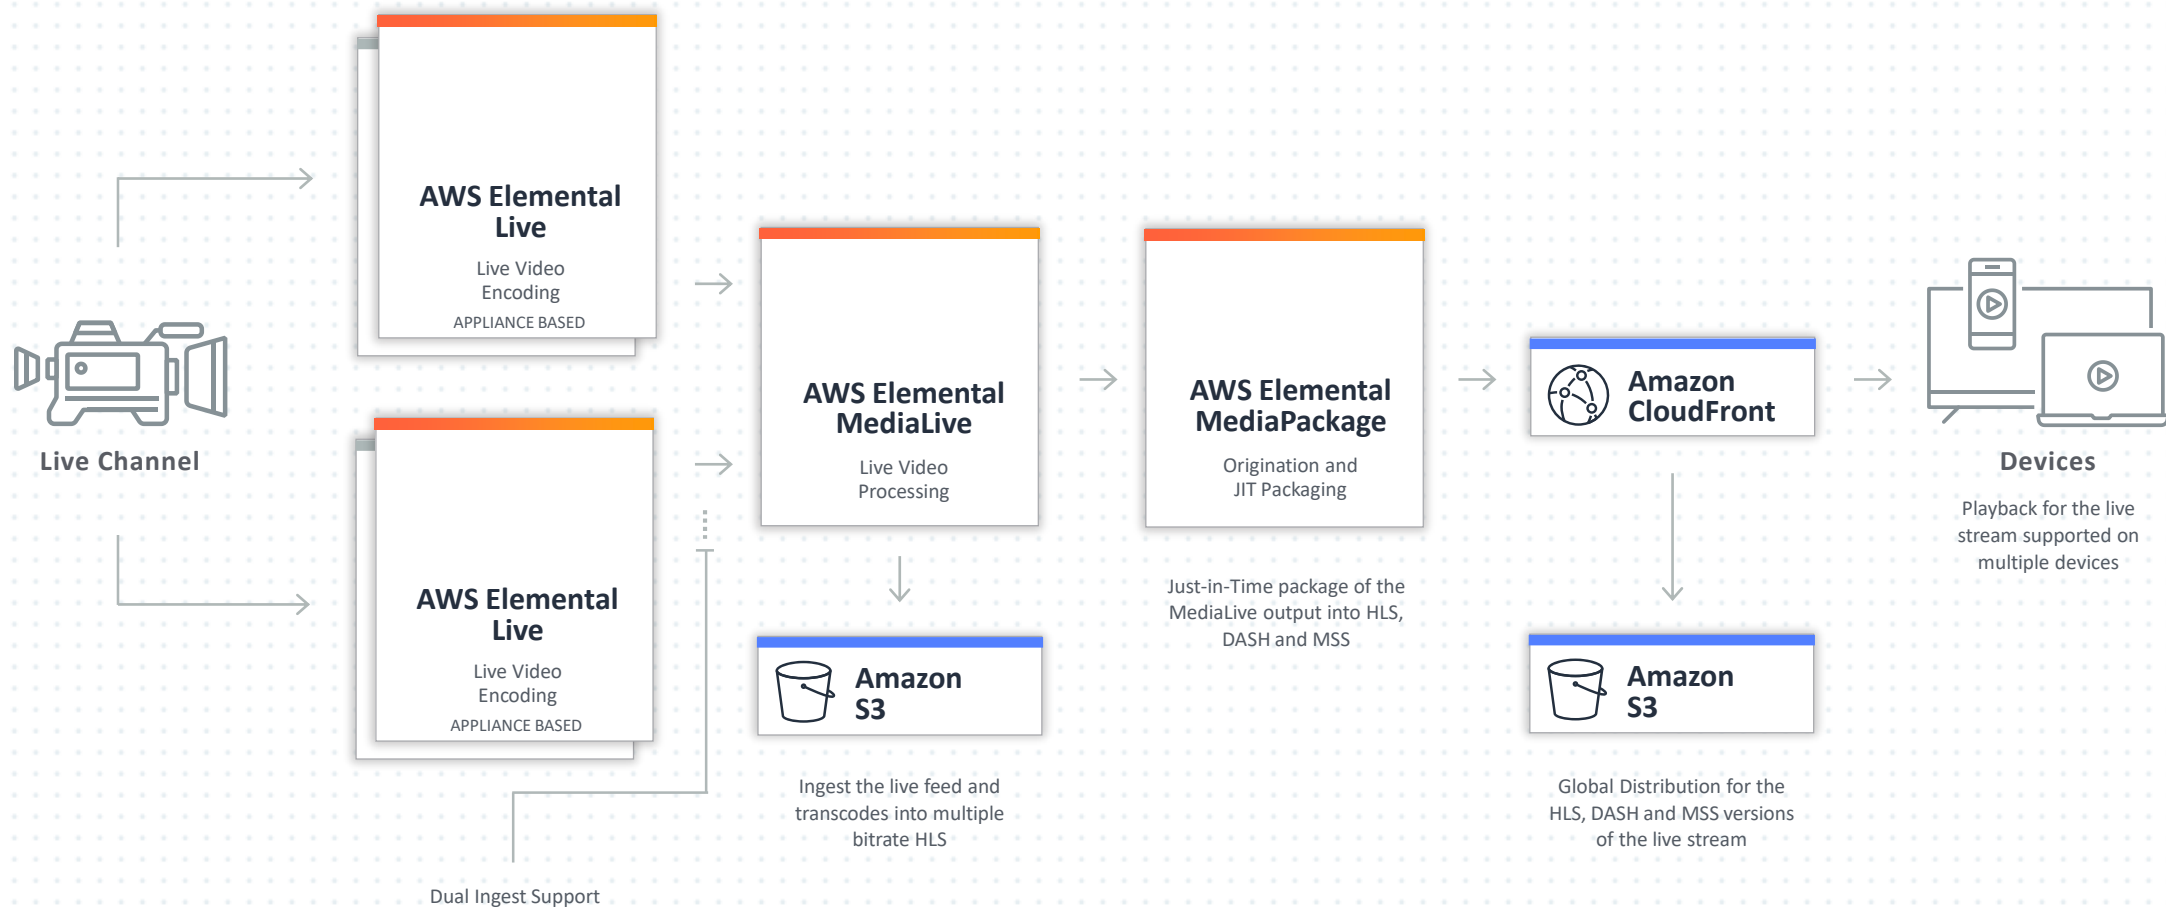 AWS Elemental
Live
Live Video
Encoding
APPLIANCE BASED
Live Channel
AWS Elemental
Live
Live Video
Encoding
APPLIANCE BASED
Dual Ingest Support
AWS Elemental
MediaLive
Live Video
Processing
Amazon
S3
Ingest the live feed and
transcodes into multiple
bitrate HLS
AWS Elemental
MediaPackage
Origination and
JIT Packaging
Just-in-Time package of the
MediaLive output into HLS,
DASH and MSS
Amazon
CloudFront
Amazon
S3
Global Distribution for the
HLS, DASH and MSS versions
of the live stream
Devices
Playback for the live
stream supported on
multiple devices